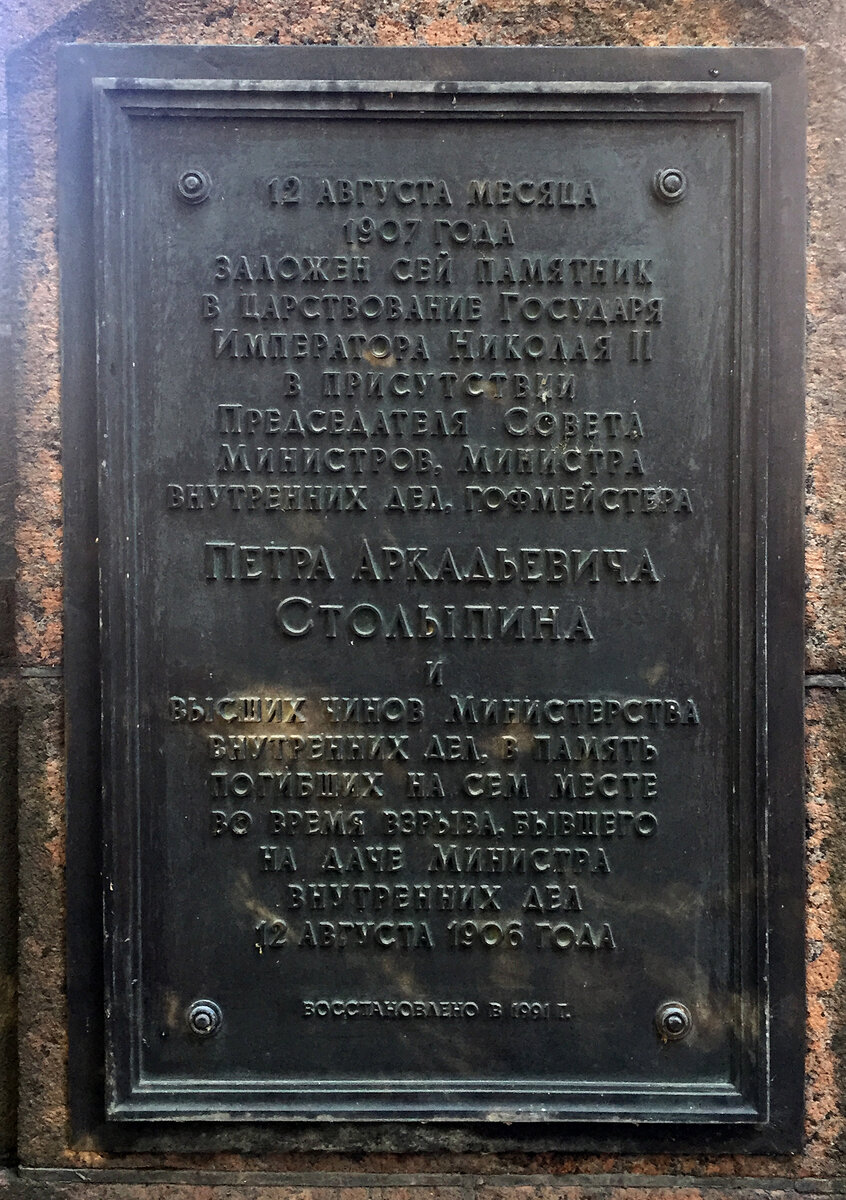 12 АВГУСТА МЕСЯЦА
1907 ГОДА
ЗАЛОЖЕН СЕЙ ПАМЯТНИК
В ЦАРСТВОВАНИЕ ГОСУДАРЯ
ИМПЕРАТОРА НИКОЛАЯ II
В ПРИСУТСТВИИ
ПРЕДСЕДАТЕЛЯ СОВЕТА
МИНИСТРОВ, МИНИСТРА
ВНУТРЕННИХ ДЕЛ, ГОФМЕЙСТЕРА
ПЕТРА АРКАДЬЕВИЧА
СТОЛЫПИНА
И
ВЫСШИХ ЧИНОВ МИНИСТЕРСТВА
ВНУТРЕННИХ ДЕЛ, В ПАМЯТЬ
ПОГИБШИХ НА СЕМ МЕСТЕ
ВО ВРЕМЯ ВЗРЫВА, БЫВШЕГО
НА ДАЧЕ МИНИСТРА
ВНУТРЕННИХ ДЕЛ
12 АВГУСТА 1906 ГОДА
ВОССТАНОВЛЕНО В 1991 Г.